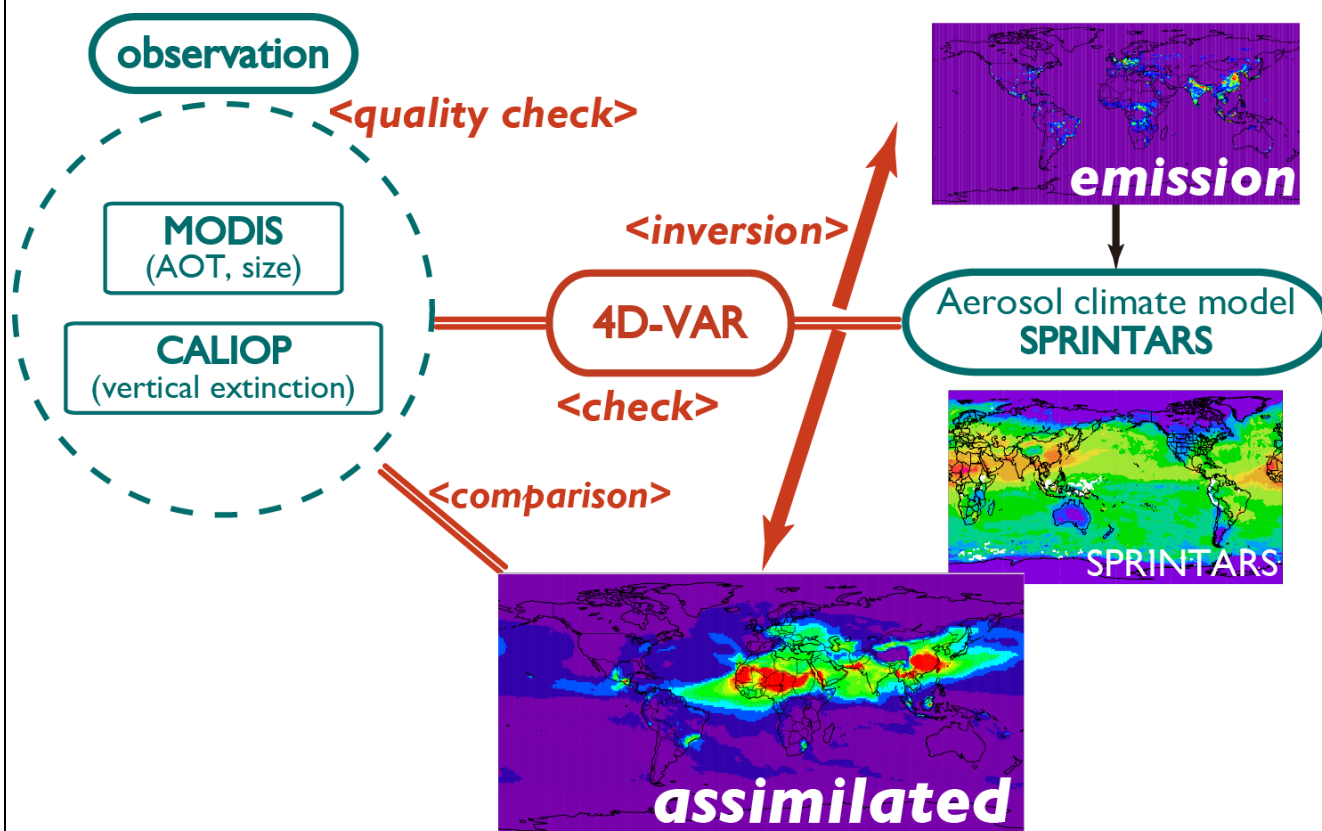 observation
<quality check>
MODIS
(AOT, size)
CALIOP
(vertical extinction)
<inversion>
4D-VAR
<check>
<comparison>
emission
Aerosol climate model
SPRINTARS
SPRINTARS
assimilated